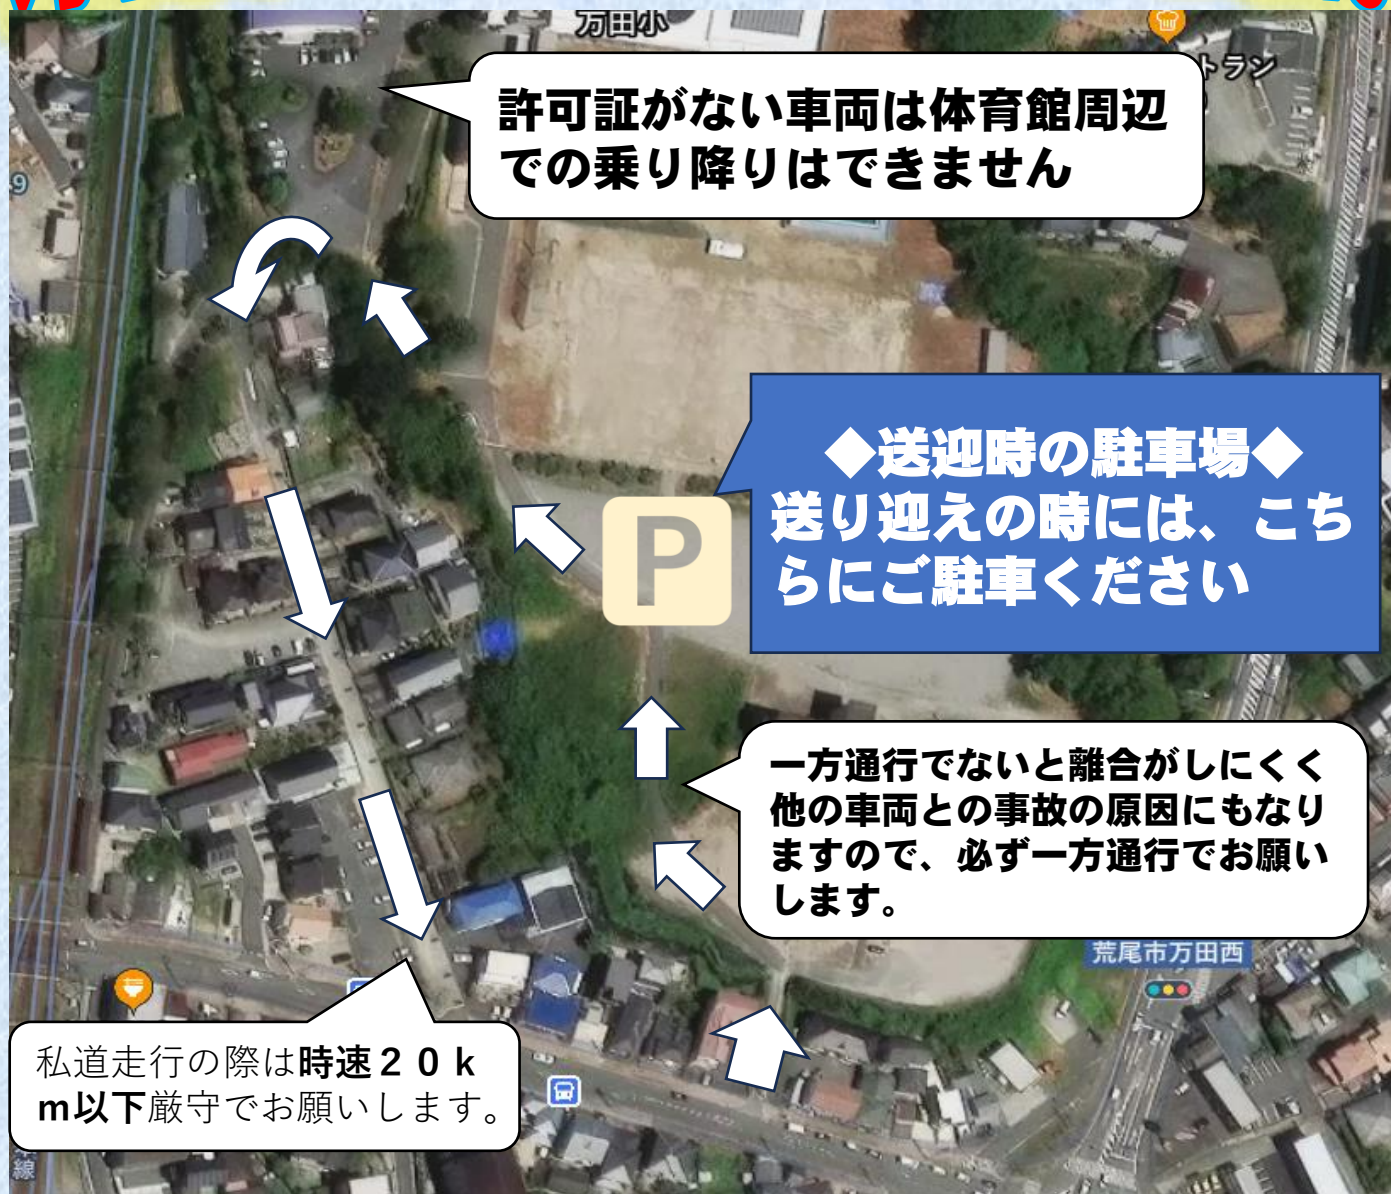 万田小
トラン
許可証がない車両は体育館周辺
での乗り降りはできません
9
◆送迎時の駐車場◆
送り迎えの時には、こち
らにご駐車ください
P
一方通行でないと離合がしにくく
他の車両との事故の原因にもなり
ますので、必ず一方通行でお願い
します。
荒尾市万田西
私道走行の際は時速２０ｋ
ｍ以下厳守でお願いします。
線